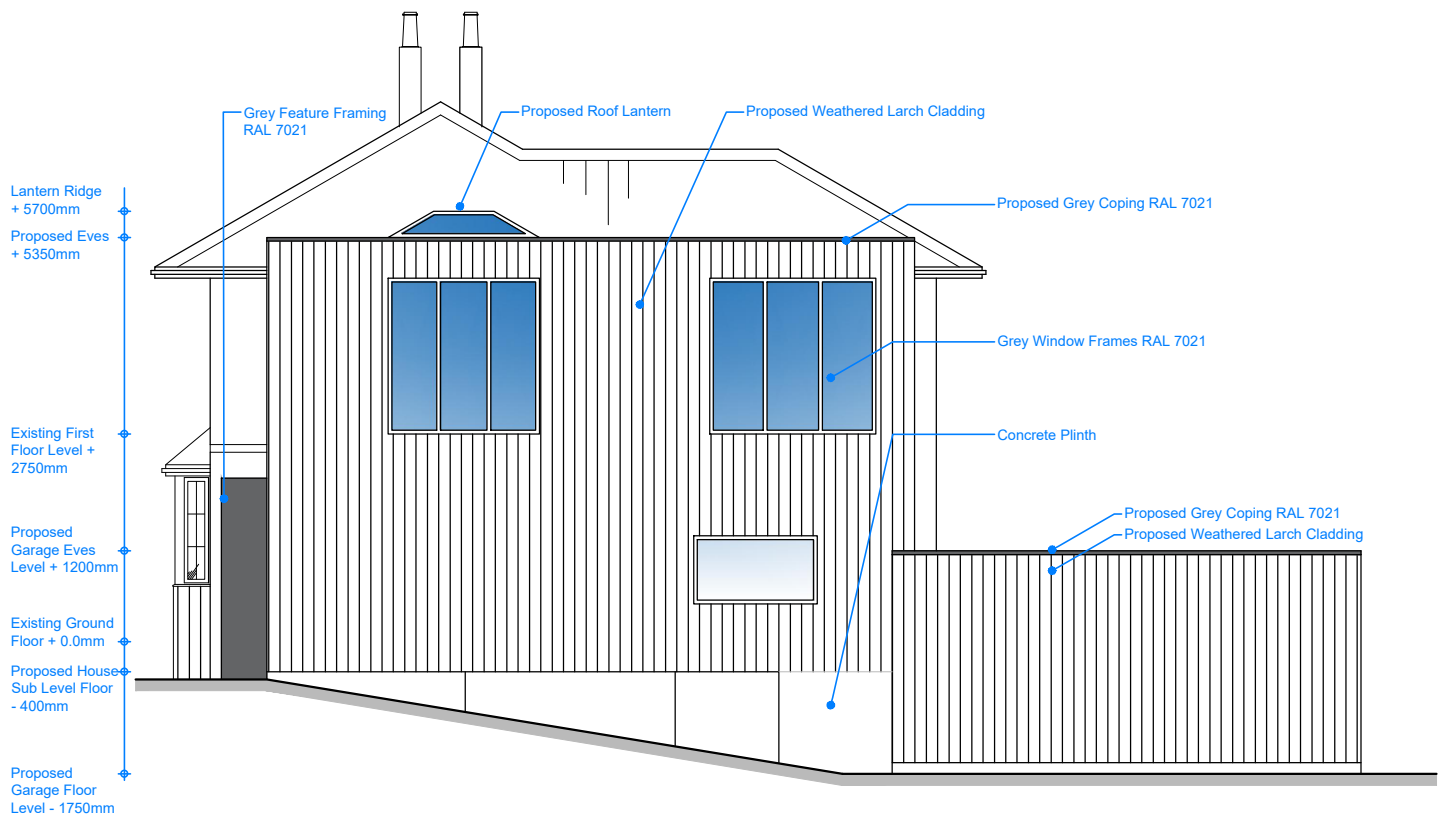 Grey Feature Framing
RAL 7021
Proposed Roof Lantern
Proposed Weathered Larch Cladding
Lantern Ridge
+ 5700mm
Proposed Eves
+ 5350mm
Proposed Grey Coping RAL 7021
Grey Window Frames RAL 7021
Existing First
Floor Level +
2750mm
Concrete Plinth
Proposed Grey Coping RAL 7021
Proposed Weathered Larch Cladding
Proposed
Garage Eves
Level + 1200mm
Existing Ground
Floor + 0.0mm
Proposed House
Sub Level Floor
- 400mm
Proposed
Garage Floor
Level - 1750mm